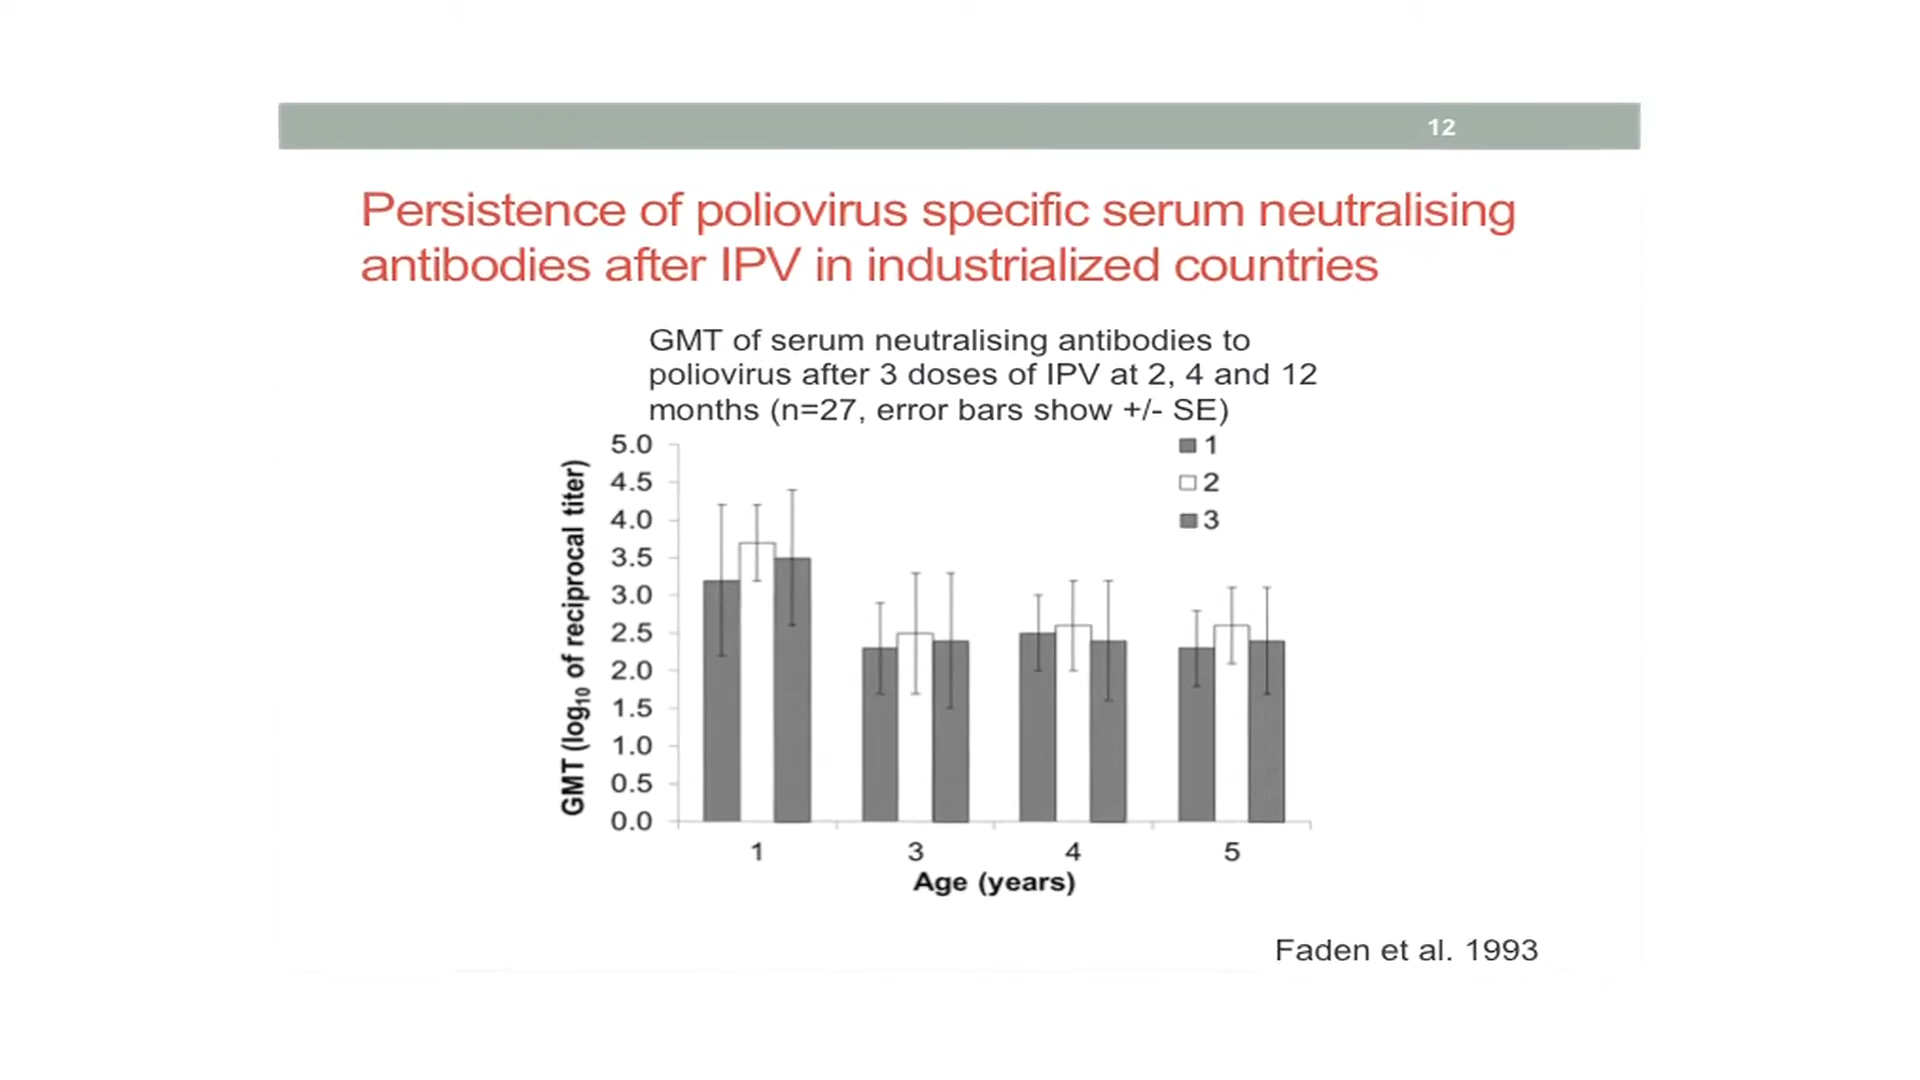 12
Persistence of poliovirus specific serum neutralising
antibodies after IPV in industrialized countries
GMT of serum neutralising antibodies to
poliovirus after 3 doses of IPV at 2, 4 and 12
months (n=27, error bars show +/- SE)
GMT (log10 of reciprocal titer)
5.0
4.5
4.0
3.5
3.0
2.5
2.0
1.5
1.0
0.5
0.0
1
2
3
1 3 4 5
Age (years)
Faden et al. 1993